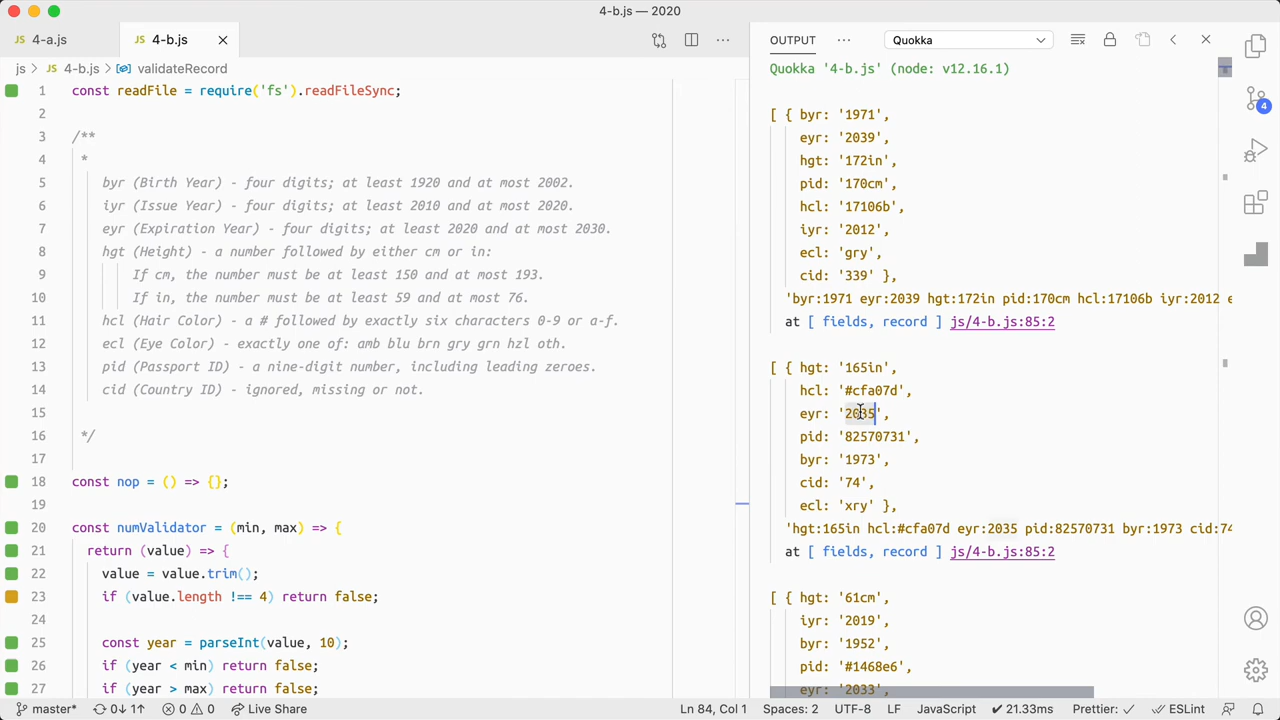 4-b.js — 2020
JS 4-a.js JS 4-b.js
js > JS 4-b.js > validateRecord
1 const readFile = require('fs').readFileSync;
2
3 /**
4 *
5 byr (Birth Year) - four digits; at least 1920 and at most 2002.
6 iyr (Issue Year) - four digits; at least 2010 and at most 2020.
7 eyr (Expiration Year) - four digits; at least 2020 and at most 2030.
8 hgt (Height) - a number followed by either cm or in:
9 If cm, the number must be at least 150 and at most 193.
10 If in, the number must be at least 59 and at most 76.
11 hcl (Hair Color) - a # followed by exactly six characters 0-9 or a-f.
12 ecl (Eye Color) - exactly one of: amb blu brn gry grn hzl oth.
13 pid (Passport ID) - a nine-digit number, including leading zeroes.
14 cid (Country ID) - ignored, missing or not.
15
16 */
17
18 const nop = () => {};
19
20 const numValidator = (min, max) => {
21 return (value) => {
22 value = value.trim();
23 if (value.length !== 4) return false;
24
25 const year = parseInt(value, 10);
26 if (year < min) return false;
27 if (year > max) return false;
OUTPUT ··· Quokka
Quokka '4-b.js' (node: v12.16.1)
[ { byr: '1971',
eyr: '2039',
hgt: '172in',
pid: '170cm',
hcl: '17106b',
iyr: '2012',
ecl: 'gry',
cid: '339' },
'byr:1971 eyr:2039 hgt:172in pid:170cm hcl:17106b iyr:2012 e
at [ fields, record ] js/4-b.js:85:2
[ { hgt: '165in',
hcl: '#cfa07d',
eyr: '2035',
pid: '82570731',
byr: '1973',
cid: '74',
ecl: 'xry' },
'hgt:165in hcl:#cfa07d eyr:2035 pid:82570731 byr:1973 cid:74
at [ fields, record ] js/4-b.js:85:2
[ { hgt: '61cm',
iyr: '2019',
byr: '1952',
pid: '#1468e6',
eyr: '2033',
4
master* 0↓ 1↑ 0 0 Live Share Ln 84, Col 1 Spaces: 2 UTF-8 LF JavaScript ✔ 21.33ms Prettier: ✓ ESLint